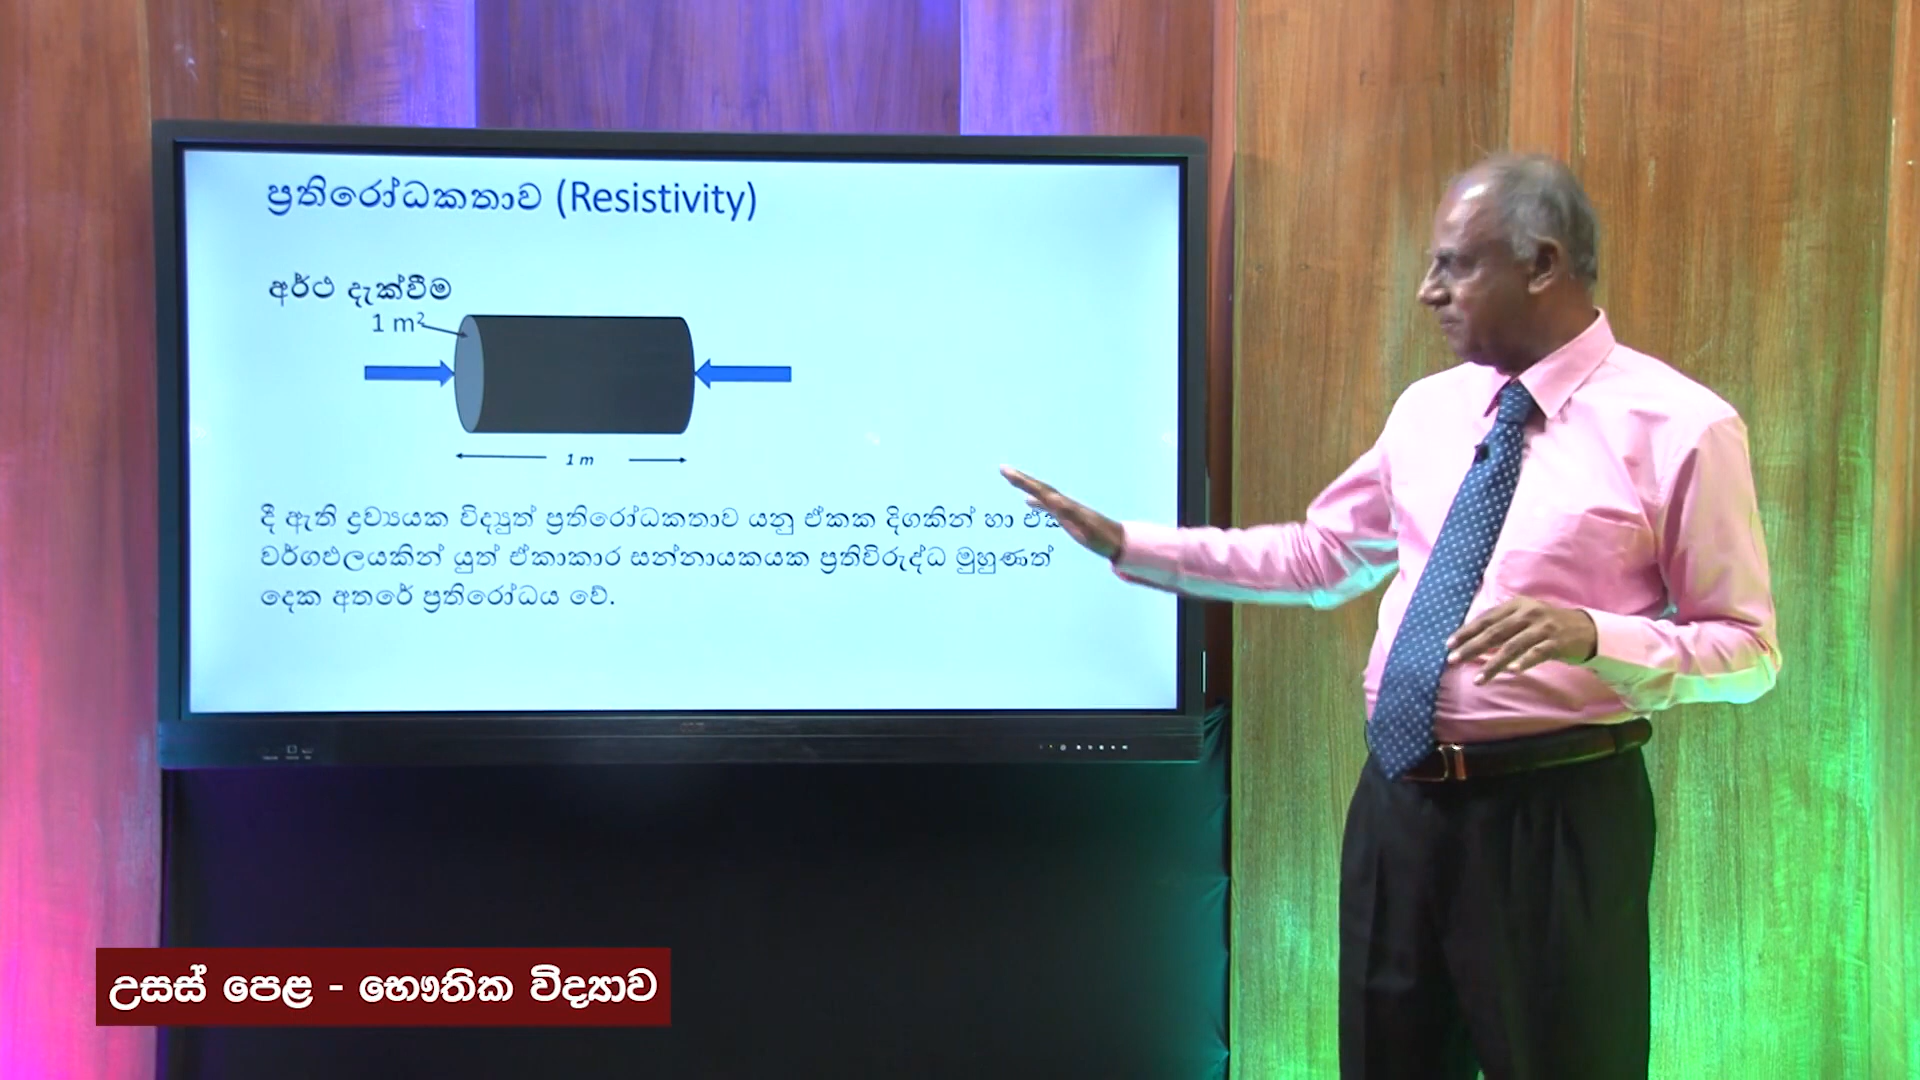 ප්‍රතිරෝධකතාව (Resistivity)
අර්ථ දැක්වීම
1 m²
1 m
දී ඇති ද්‍රව්‍යයක විද්‍යුත් ප්‍රතිරෝධකතාව යනු ඒකක දිගකින් හා
වර්ගඵලයකින් යුත් ඒකාකාර සන්නායකයක ප්‍රතිවිරුද්ධ මුහුණත්
දෙක අතරේ ප්‍රතිරෝධය වේ.
උසස් පෙළ - භෞතික විද්‍යාව